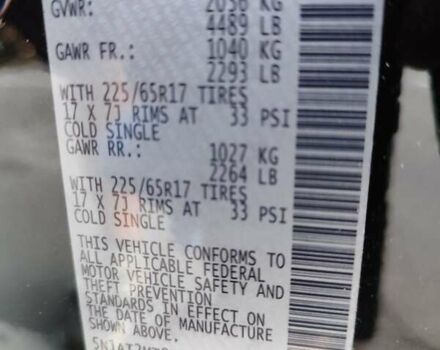 GVWR: 2036 KG
4489 LB
GAWR FR.: 1040 KG
2293 LB
WITH 225/65R17 TIRES
17 X 7J RIMS AT 33 PSI
COLD SINGLE
GAWR RR.: 1027 KG
2264 LB
WITH 225/65R17 TIRES
17 X 7J RIMS AT 33 PSI
COLD SINGLE
THIS VEHICLE CONFORMS TO
ALL APPLICABLE FEDERAL
MOTOR VEHICLE SAFETY AND
THEFT PREVENTION
STANDARDS IN EFFECT ON
THE DATE OF MANUFACTURE
SHOWN ABOVE.